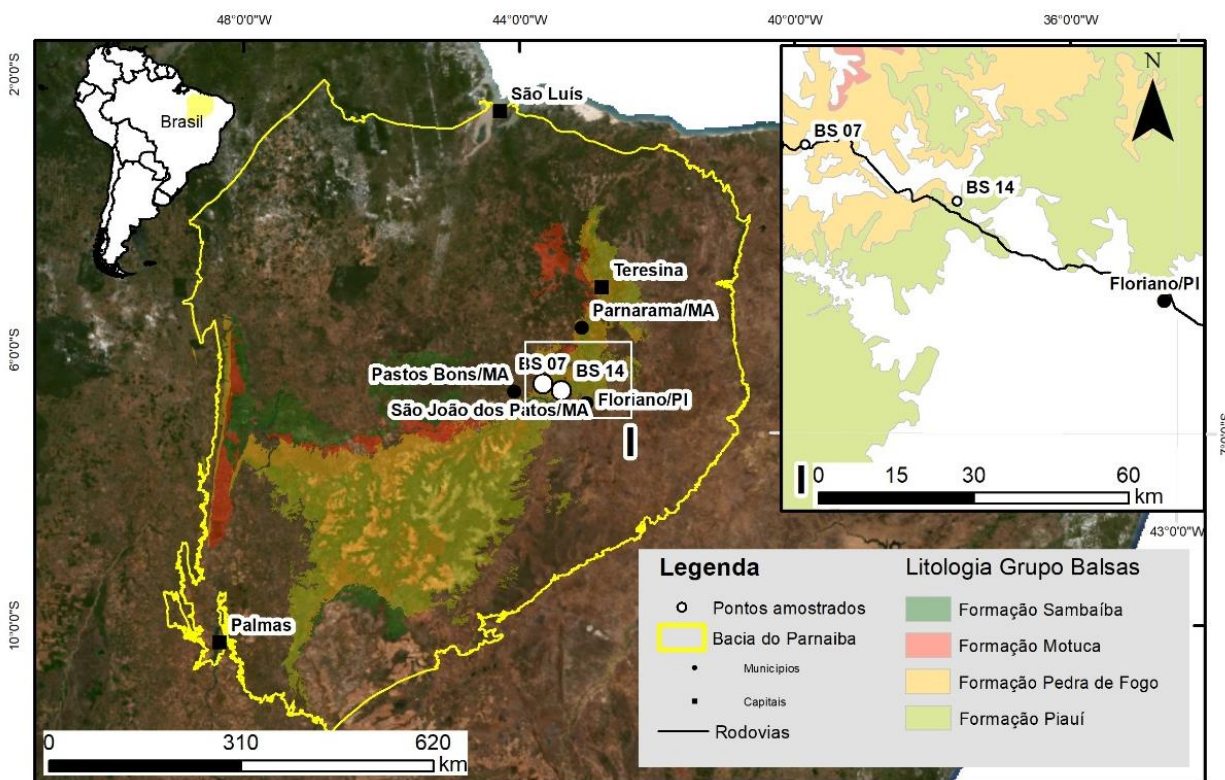 48°0'0"W
44°0'0"W
40°0'0"W
36°0'0"W
2°0'0"S
6°0'0"S
10°0'0"S
Brasil
São Luís
Teresina
Parnarama/MA
BS 07
Pastos Bons/MA
BS 14
São João dos Patos/MA
Floriano/PI
I
Palmas
0 310 620
km
N
BS 07
BS 14
Floriano/PI
I
0 15 30 60
km
7°0'0"S
43°0'0"W
Legenda
Pontos amostrados
Bacia do Parnaiba
Municipios
Capitais
Rodovias
Litologia Grupo Balsas
Formação Sambaíba
Formação Motuca
Formação Pedra de Fogo
Formação Piauí